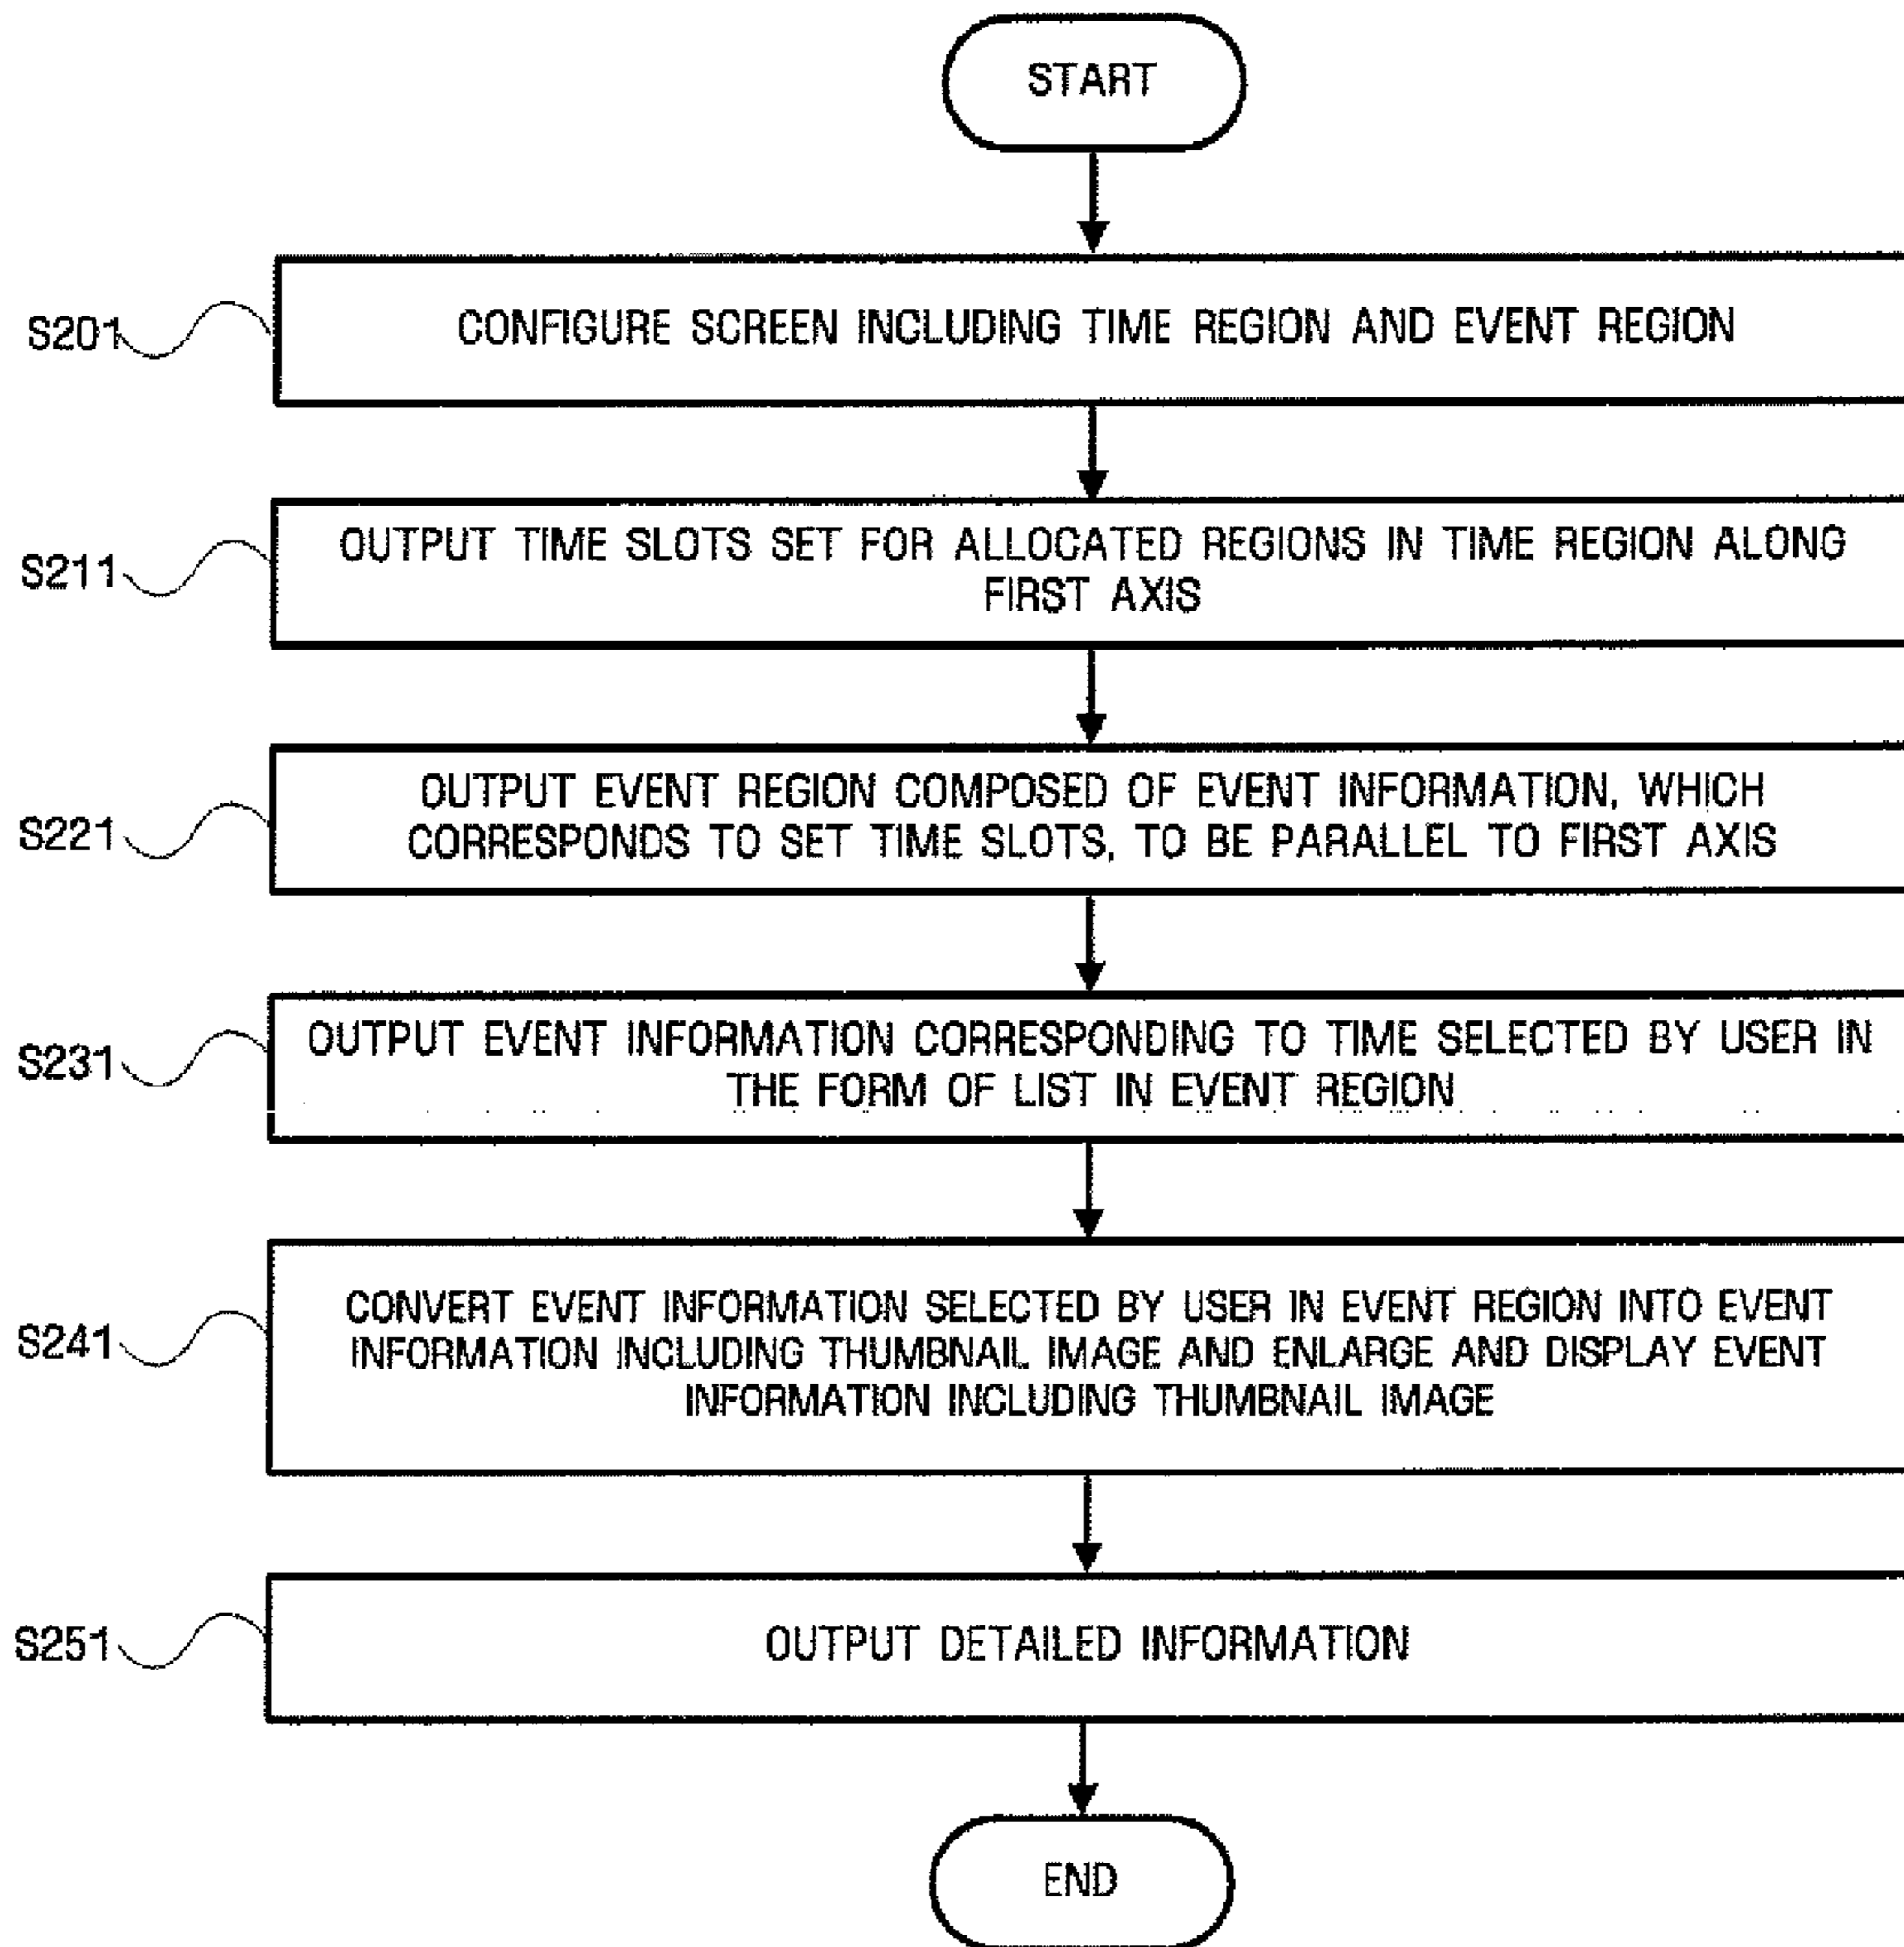 START
S201
CONFIGURE SCREEN INCLUDING TIME REGION AND EVENT REGION
S211
OUTPUT TIME SLOTS SET FOR ALLOCATED REGIONS IN TIME REGION ALONG
FIRST AXIS
S221
OUTPUT EVENT REGION COMPOSED OF EVENT INFORMATION, WHICH
CORRESPONDS TO SET TIME SLOTS, TO BE PARALLEL TO FIRST AXIS
S231
OUTPUT EVENT INFORMATION CORRESPONDING TO TIME SELECTED BY USER IN
THE FORM OF LIST IN EVENT REGION
S241
CONVERT EVENT INFORMATION SELECTED BY USER IN EVENT REGION INTO EVENT
INFORMATION INCLUDING THUMBNAIL IMAGE AND ENLARGE AND DISPLAY EVENT
INFORMATION INCLUDING THUMBNAIL IMAGE
S251
OUTPUT DETAILED INFORMATION
END